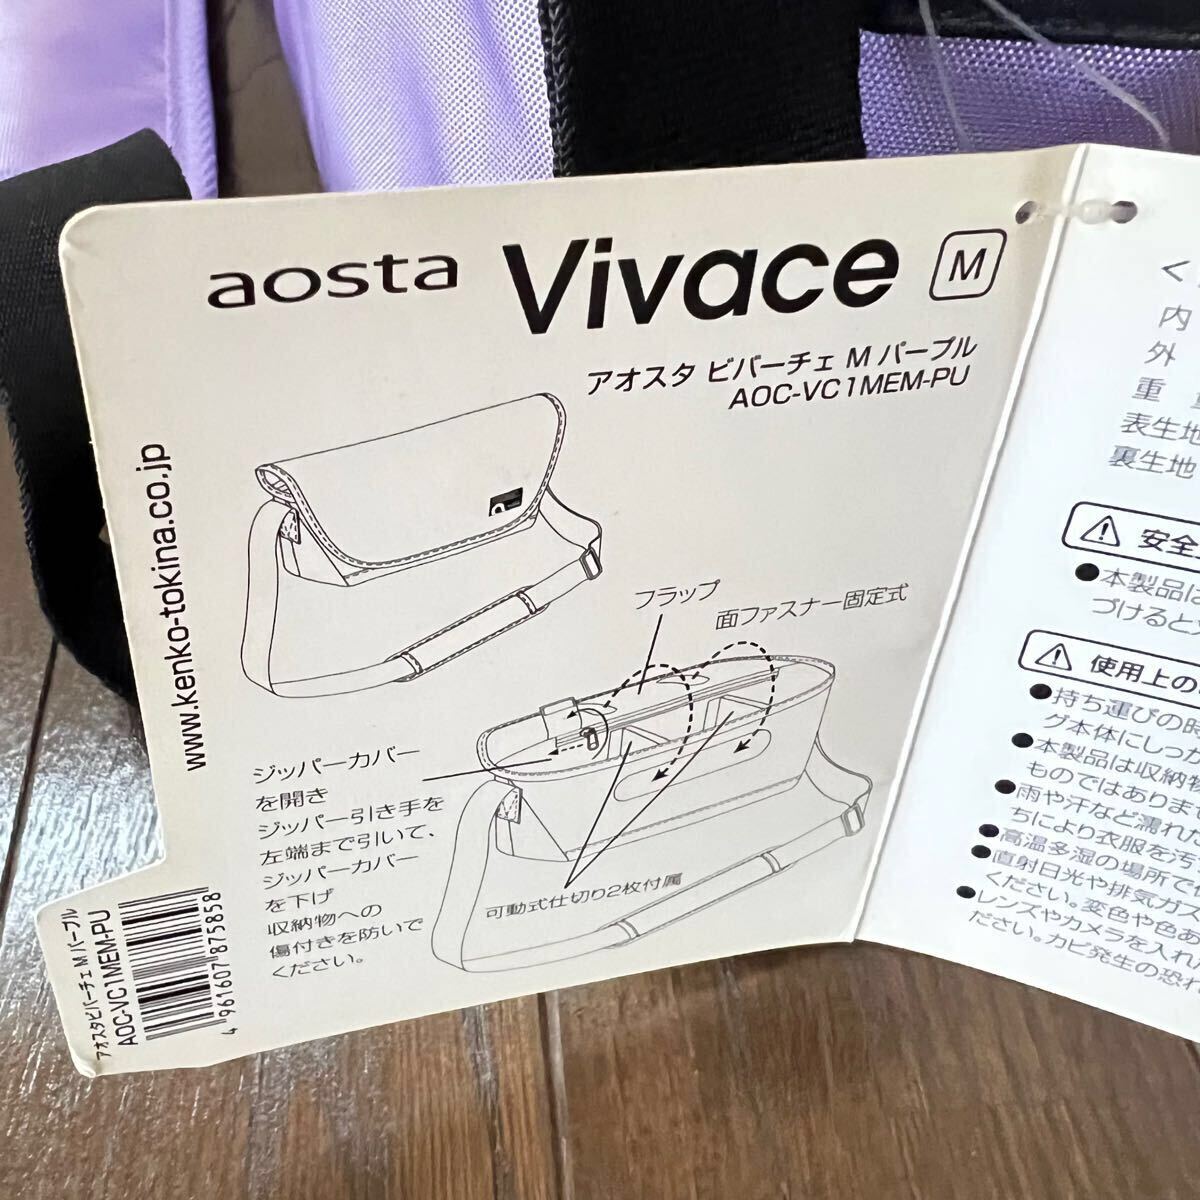 aosta Vivace M
アオスタ ビバーチェ M パープル
AOC-VC1MEM-PU
www.kenko-tokina.co.jp
フラップ
面ファスナー固定式
ジッパーカバー
を開き
ジッパー引き手を
左端まで引いて、
ジッパーカバー
を下げ
収納物への
傷付きを防いで
ください。
可動式仕切り2枚付属
アオスタビバーチェ M パープル
AOC-VC1MEM-PU
4 961607 875858
<
内
外
重
表生地
裏生地
安全
●本製品は
づけると
使用上の
●持ち運びの
グ本体にしっか
●本製品は収納物
ものではありま
●雨や汗など濡れた
ちにより衣服を汚
●高温多湿の場所で
●直射日光や排気ガス
ください。変色や色あ
●レンズやカメラを入れた
ださい。カビ発生の恐れ